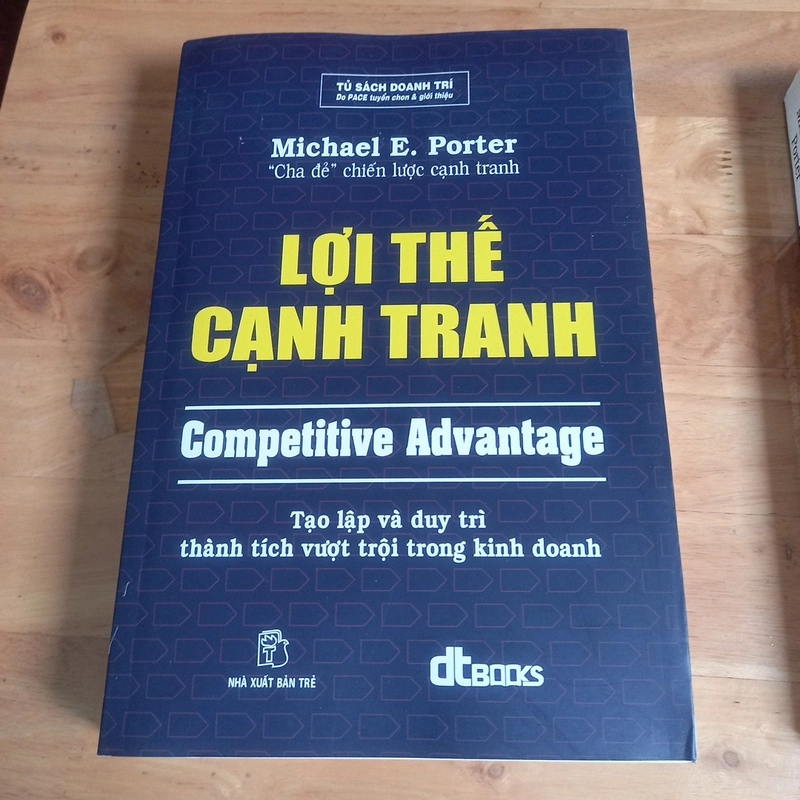 TỦ SÁCH DOANH TRÍ
Do PACE tuyển chọn & giới thiệu
Michael E. Porter
“Cha đẻ” chiến lược cạnh tranh
LỢI THẾ
CẠNH TRANH
Competitive Advantage
Tạo lập và duy trì
thành tích vượt trội trong kinh doanh
T
NHÀ XUẤT BẢN TRẺ
dtBOOKS
Porter